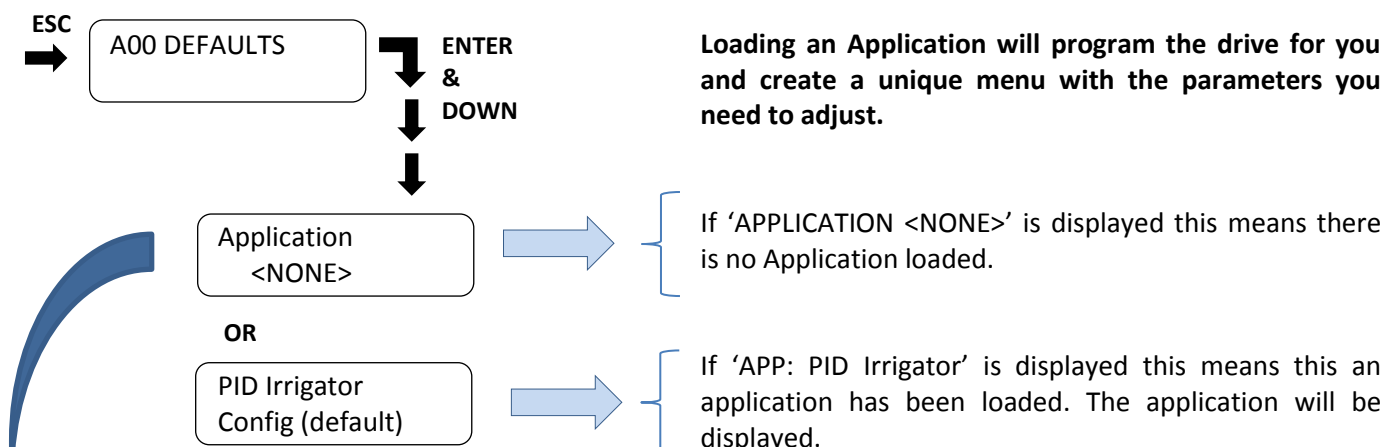 ESC
A00 DEFAULTS
ENTER
&
DOWN
Loading an Application will program the drive for you
and create a unique menu with the parameters you
need to adjust.
Application
<NONE>
If ‘APPLICATION <NONE>’ is displayed this means there
is no Application loaded.
OR
PID Irrigator
Config (default)
If ‘APP: PID Irrigator’ is displayed this means this an
application has been loaded. The application will be
displayed.